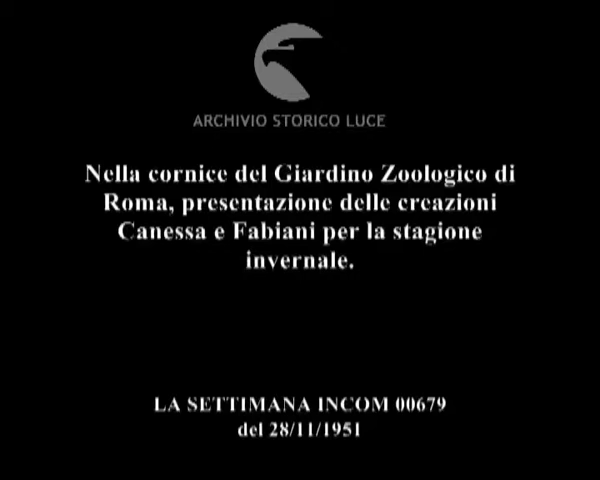 ARCHIVIO STORICO LUCE
Nella cornice del Giardino Zoologico di
Roma, presentazione delle creazioni
Canessa e Fabiani per la stagione
invernale.
LA SETTIMANA INCOM 00679
del 28/11/1951